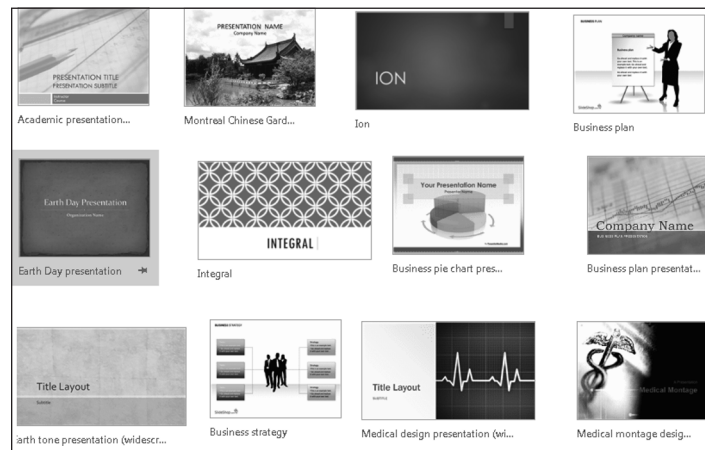 PRESENTATION TITLE
PRESENTATION SUBTITLE
Academic presentation...
PRESENTATION NAME
Company Name
Montreal Chinese Gard...
ION
Ion
BUSINESS PLAN
Business plan
Earth Day Presentation
Organization Name
Earth Day presentation
INTEGRAL
Integral
Your Presentation Name
Business pie chart pres...
Company Name
Business plan presentat...
Title Layout
Subtitle
arth tone presentation (widescr...
BUSINESS STRATEGY
Business strategy
Title Layout
SUBTITLE
Medical design presentation (wi...
Medical Montage
Medical montage desig...